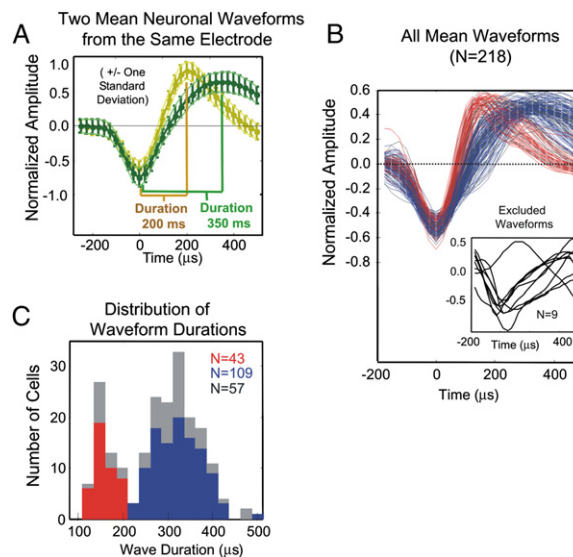 A
Two Mean Neuronal Waveforms
from the Same Electrode
( +/- One
Standard
Deviation)
Normalized Amplitude
1.0
0.5
0.0
-0.5
-1.0
Duration
200 ms
Duration
350 ms
-200 0 200 400
Time (μs)
B
All Mean Waveforms
(N=218)
Normalized Amplitude
0.6
0.4
0.2
0.0
-0.2
-0.4
-0.6
-0.8
Excluded
Waveforms
0.5
0.0
-0.5
N=9
-200 400
Time (μs)
-200 0 200 400
Time (μs)
C
Distribution of
Waveform Durations
N=43
N=109
N=57
Number of Cells
30
20
10
0
100 200 300 400 500
Wave Duration (μs)